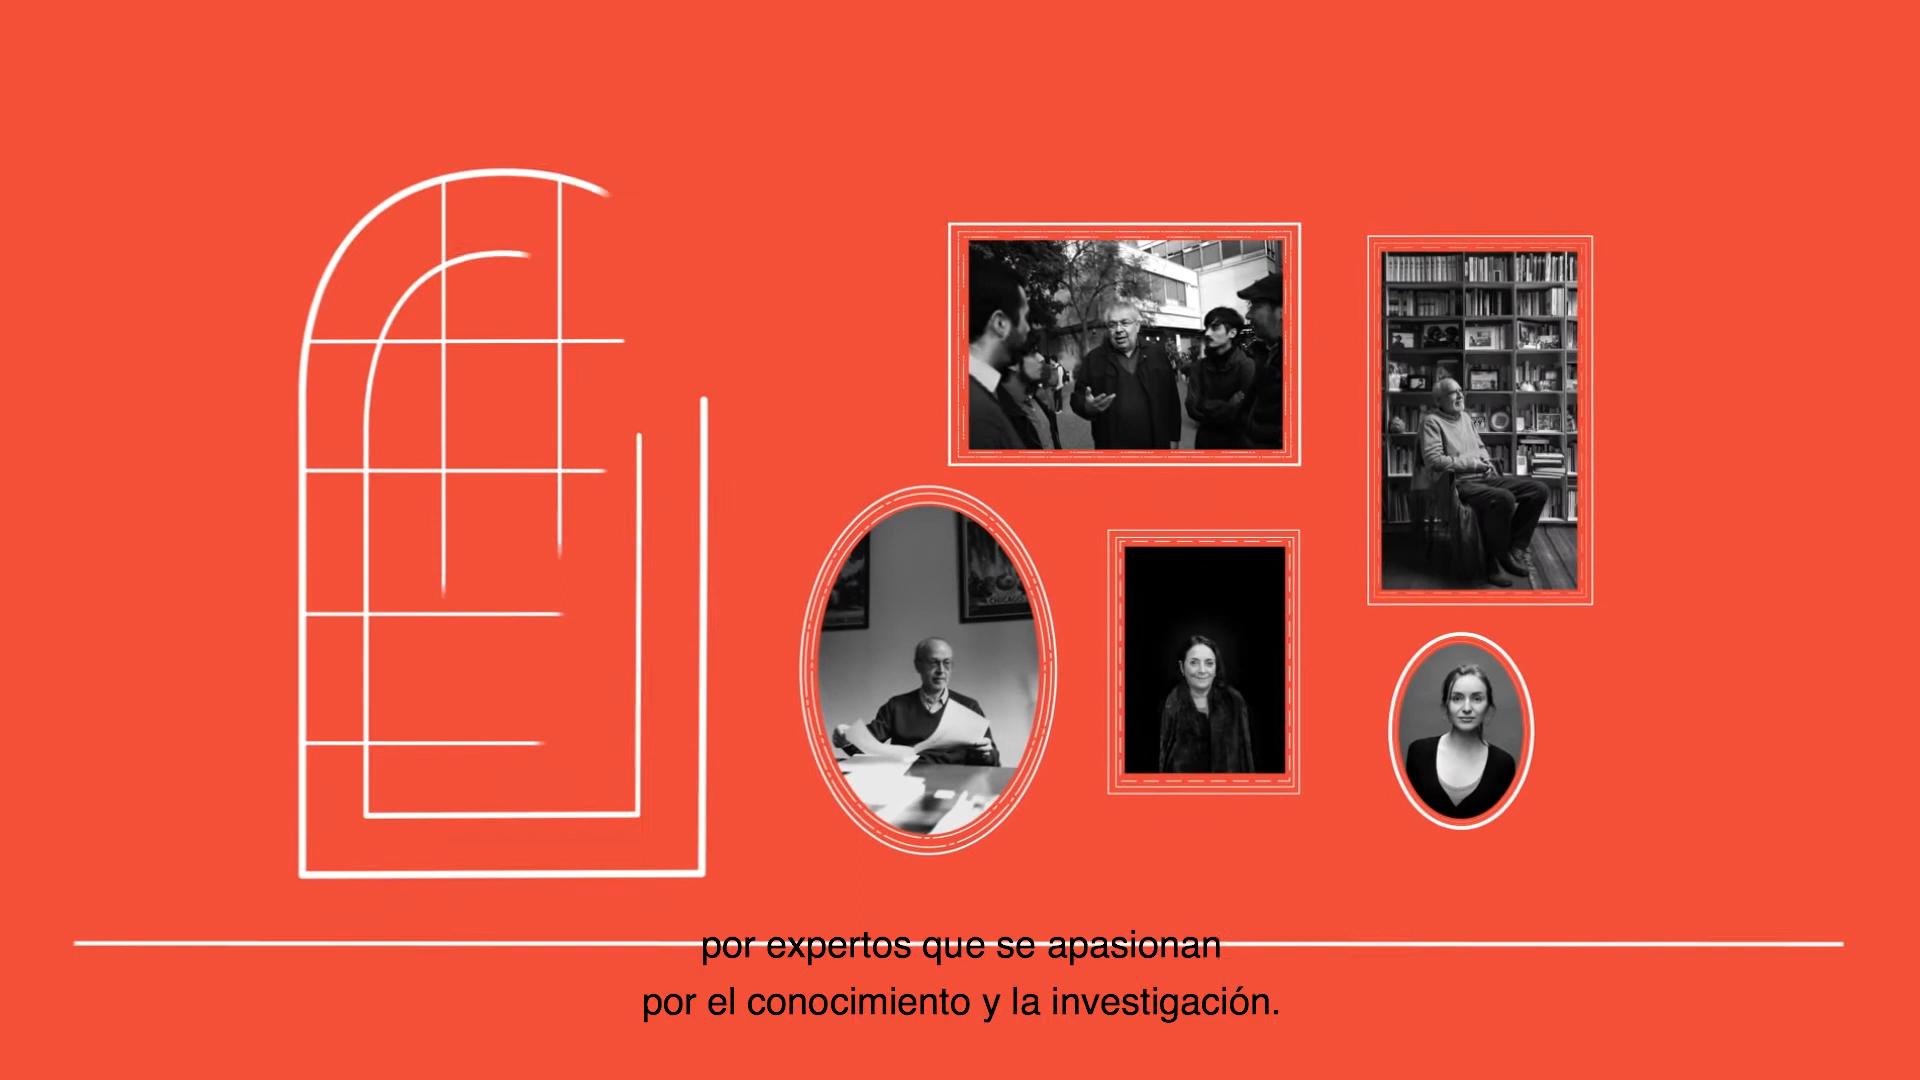 por expertos que se apasionan
por el conocimiento y la investigación.